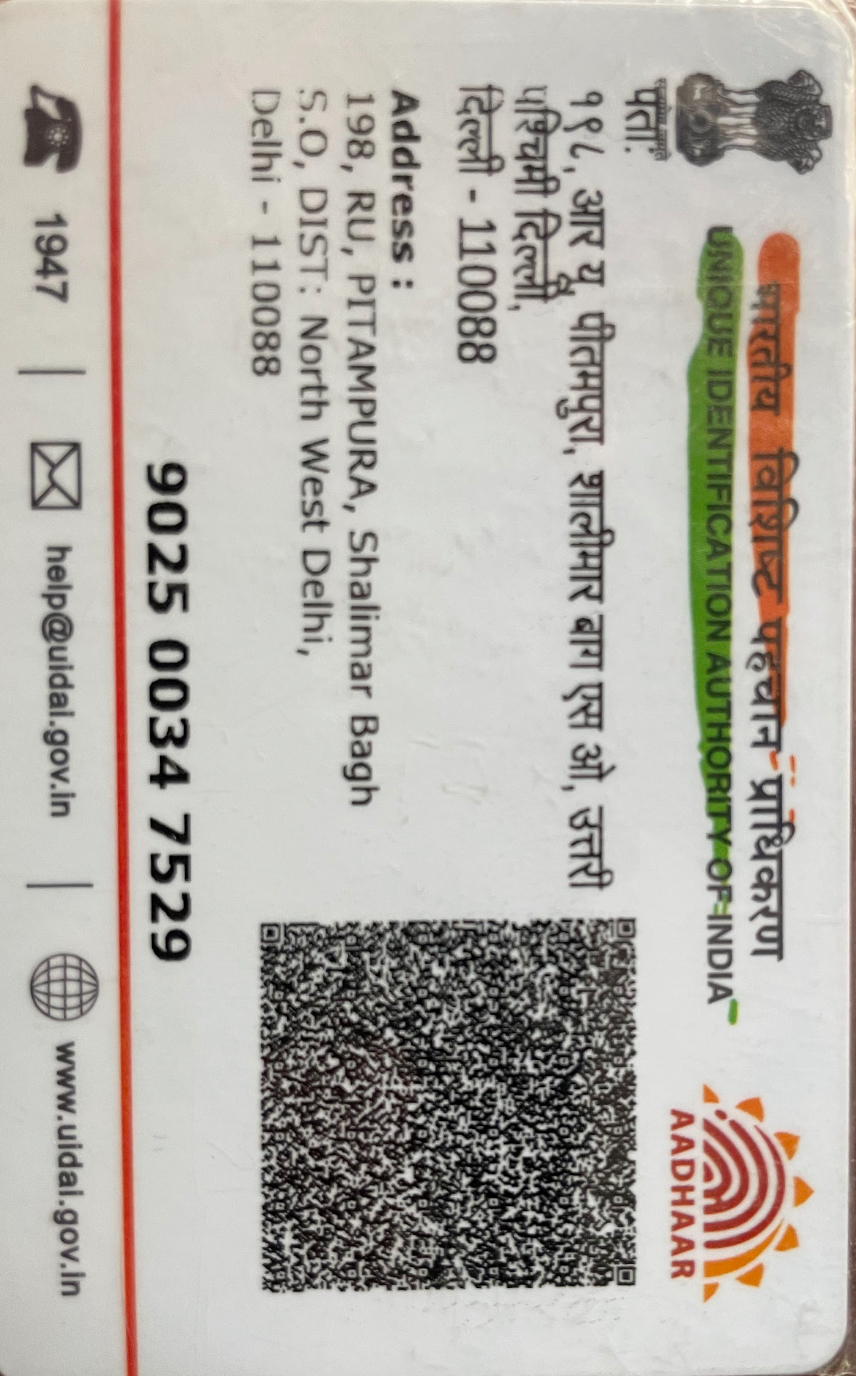 भारतीय विशिष्ट पहचान प्राधिकरण
UNIQUE IDENTIFICATION AUTHORITY OF INDIA
AADHAAR
पता:
१९८, आर यू, पीतमपुरा, शालीमार बाग एस ओ, उत्तरी
पश्चिमी दिल्ली,
दिल्ली - 110088
Address :
198, RU, PITAMPURA, Shalimar Bagh
S.O, DIST: North West Delhi,
Delhi - 110088
9025 0034 7529
1947 | help@uidai.gov.in | www.uidai.gov.in